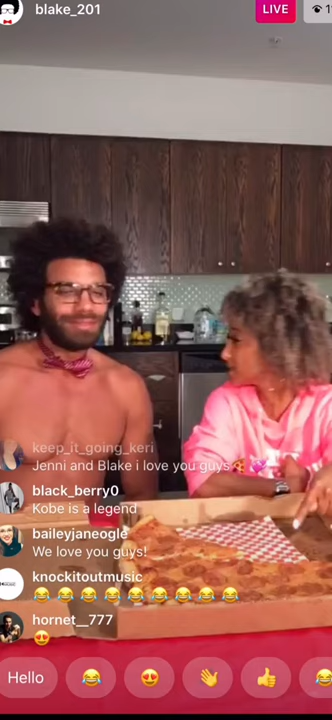 blake_201
LIVE
keep_it_going_keri
Jenni and Blake i love you guys
black_berry0
Kobe is a legend
baileyjaneogle
We love you guys!
knockitoutmusic
😂😂😂😂😂😂😂😂😂
hornet__777
😍
Hello